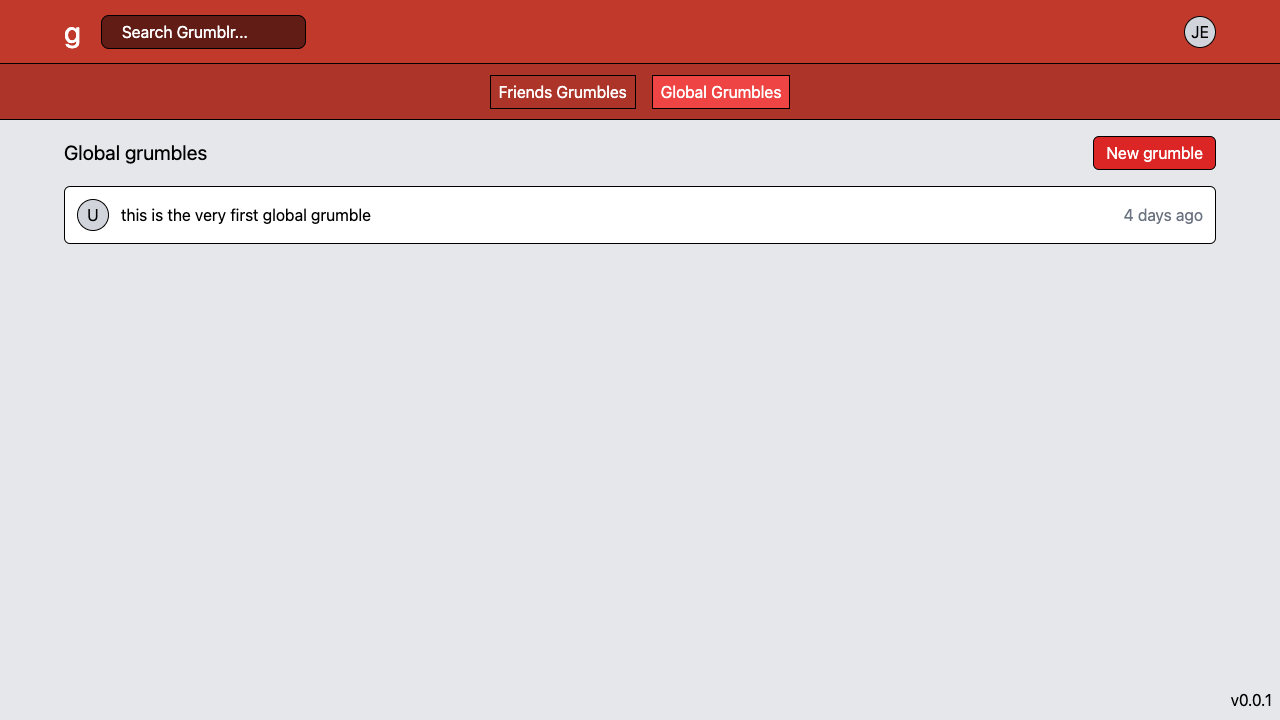 g
Search Grumblr...
JE
Friends Grumbles
Global Grumbles
Global grumbles
New grumble
U
this is the very first global grumble
4 days ago
v0.0.1